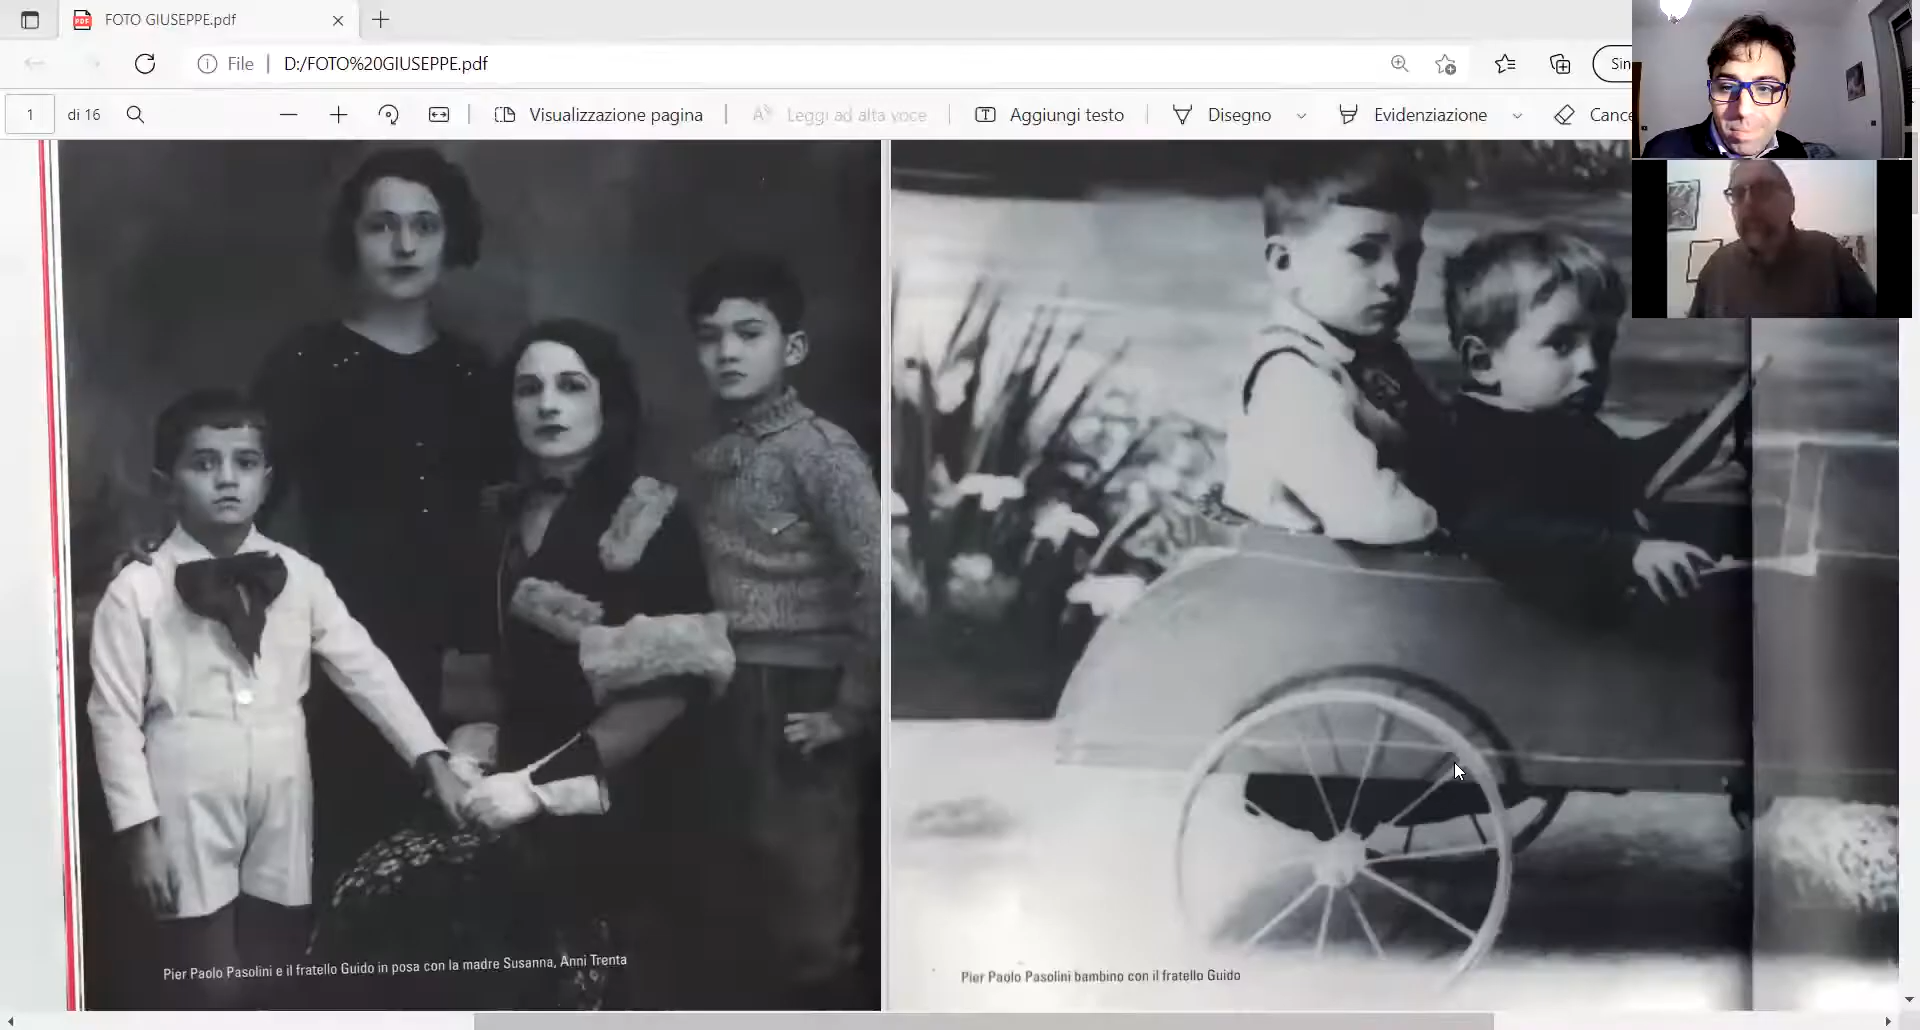 FOTO GIUSEPPE.pdf
File
D:/FOTO%20GIUSEPPE.pdf
Sin
1 di 16
Visualizzazione pagina
Leggi ad alta voce
Aggiungi testo
Disegno
Evidenziazione
Cance
Pier Paolo Pasolini e il fratello Guido in posa con la madre Susanna, Anni Trenta
Pier Paolo Pasolini bambino con il fratello Guido